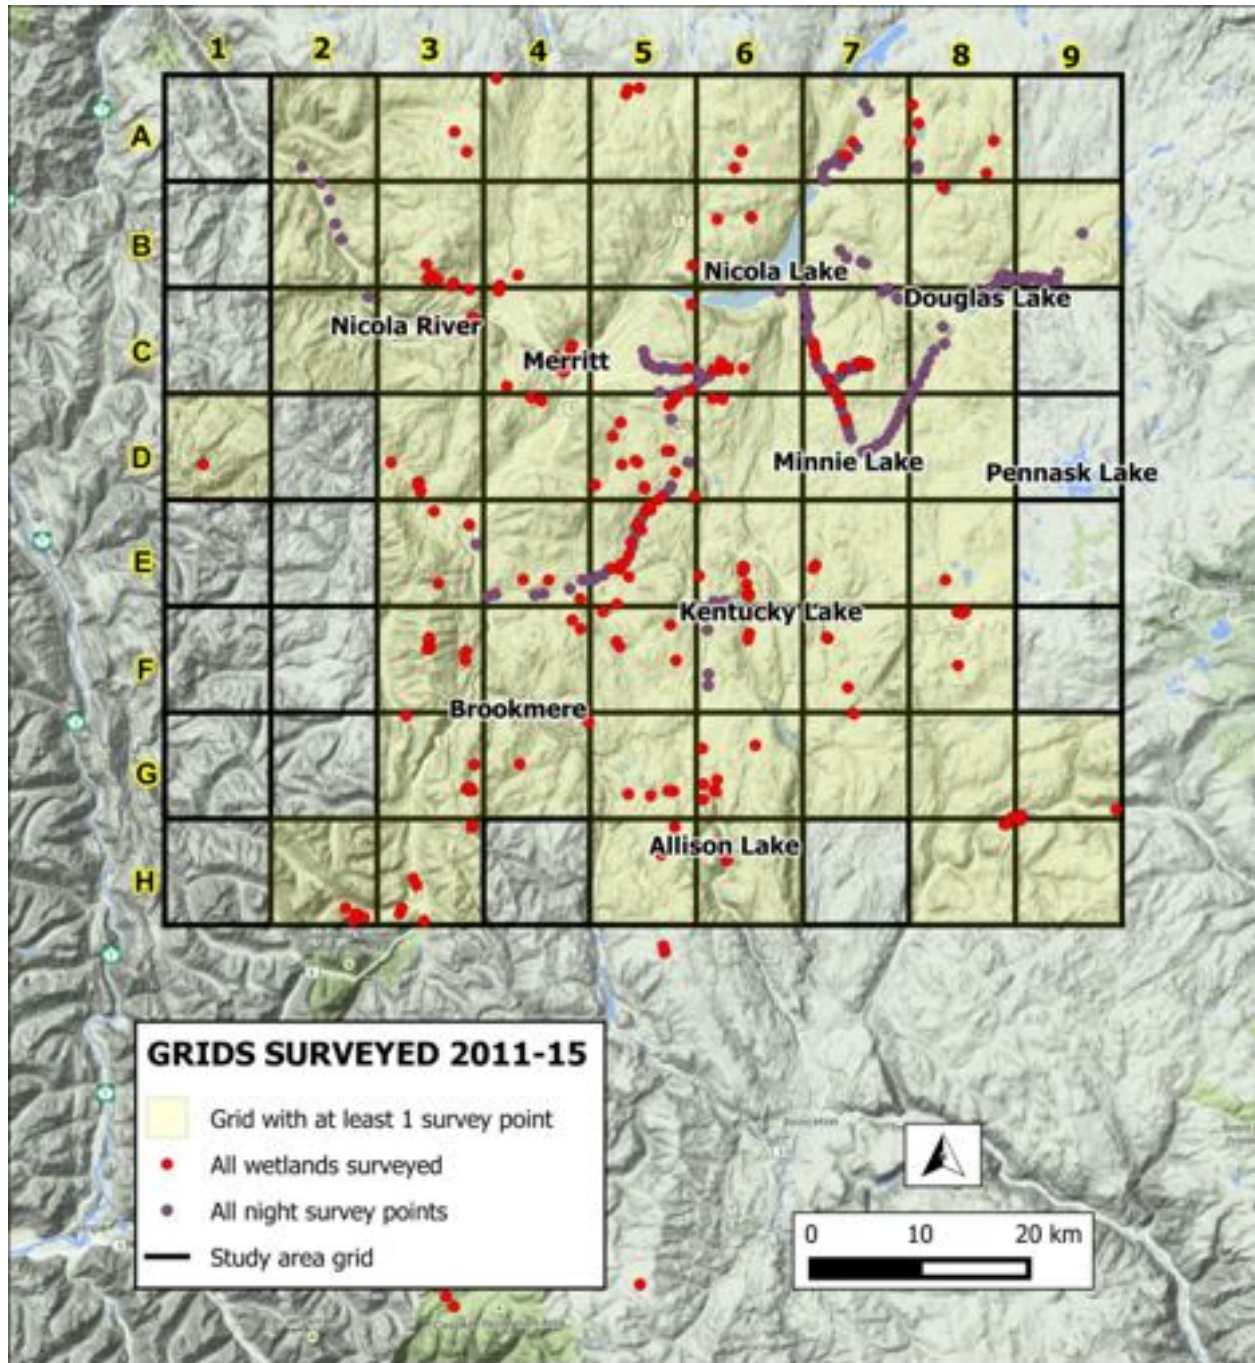 1 2 3 4 5 6 7 8 9
A
B
Nicola Lake
Douglas Lake
Nicola River
C
Merritt
D
Minnie Lake
Pennask Lake
E
Kentucky Lake
F
Brookmere
G
Allison Lake
H
GRIDS SURVEYED 2011-15
Grid with at least 1 survey point
All wetlands surveyed
All night survey points
Study area grid
0 10 20 km